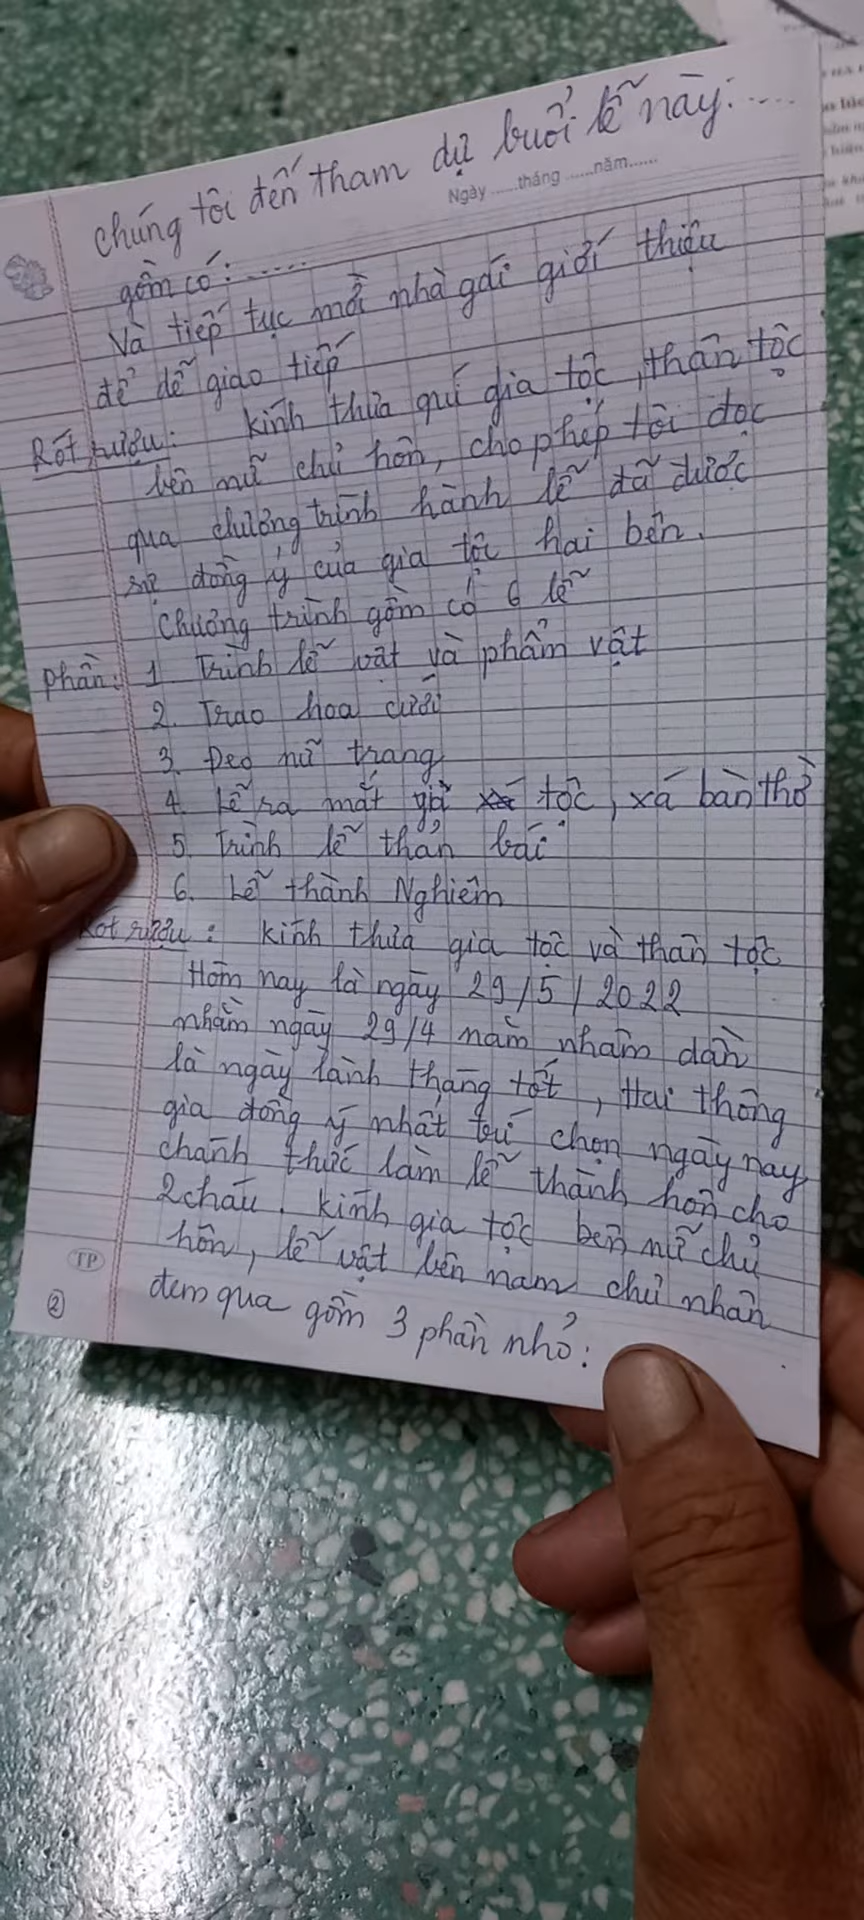 chúng tôi đến tham dự buổi lễ này:....
Ngày ......tháng ......năm......
gồm có:......
Và tiếp tục mời nhà gái giới thiệu
để dễ giao tiếp
Rót rượu: kính thưa quí gia tộc, thân tộc
bên nữ chủ hôn, cho phép tôi đọc
qua chương trình hành lễ đã được
sự đồng ý của gia tộc hai bên.
Chương trình gồm có 6 lễ
phần: 1 Trình lễ vật và phẩm vật
2. Trao hoa cưới
3. Đeo nữ trang
4. Lễ ra mắt gia tộc, xá bàn thờ
5. Trình lễ thân bái
6. Lễ thành Nghiêm
Rót rượu: kính thưa gia tộc và thân tộc
Hôm nay là ngày 29/5/2022
nhằm ngày 29/4 năm nhâm dần
là ngày lành tháng tốt, Hai thông
gia đồng ý nhất trí chọn ngày nay
chánh thức làm lễ thành hôn cho
2 cháu. kính gia tộc bên nữ chủ
hôn, lễ vật bên nam chủ nhân
đem qua gồm 3 phần nhỏ:
TP
2